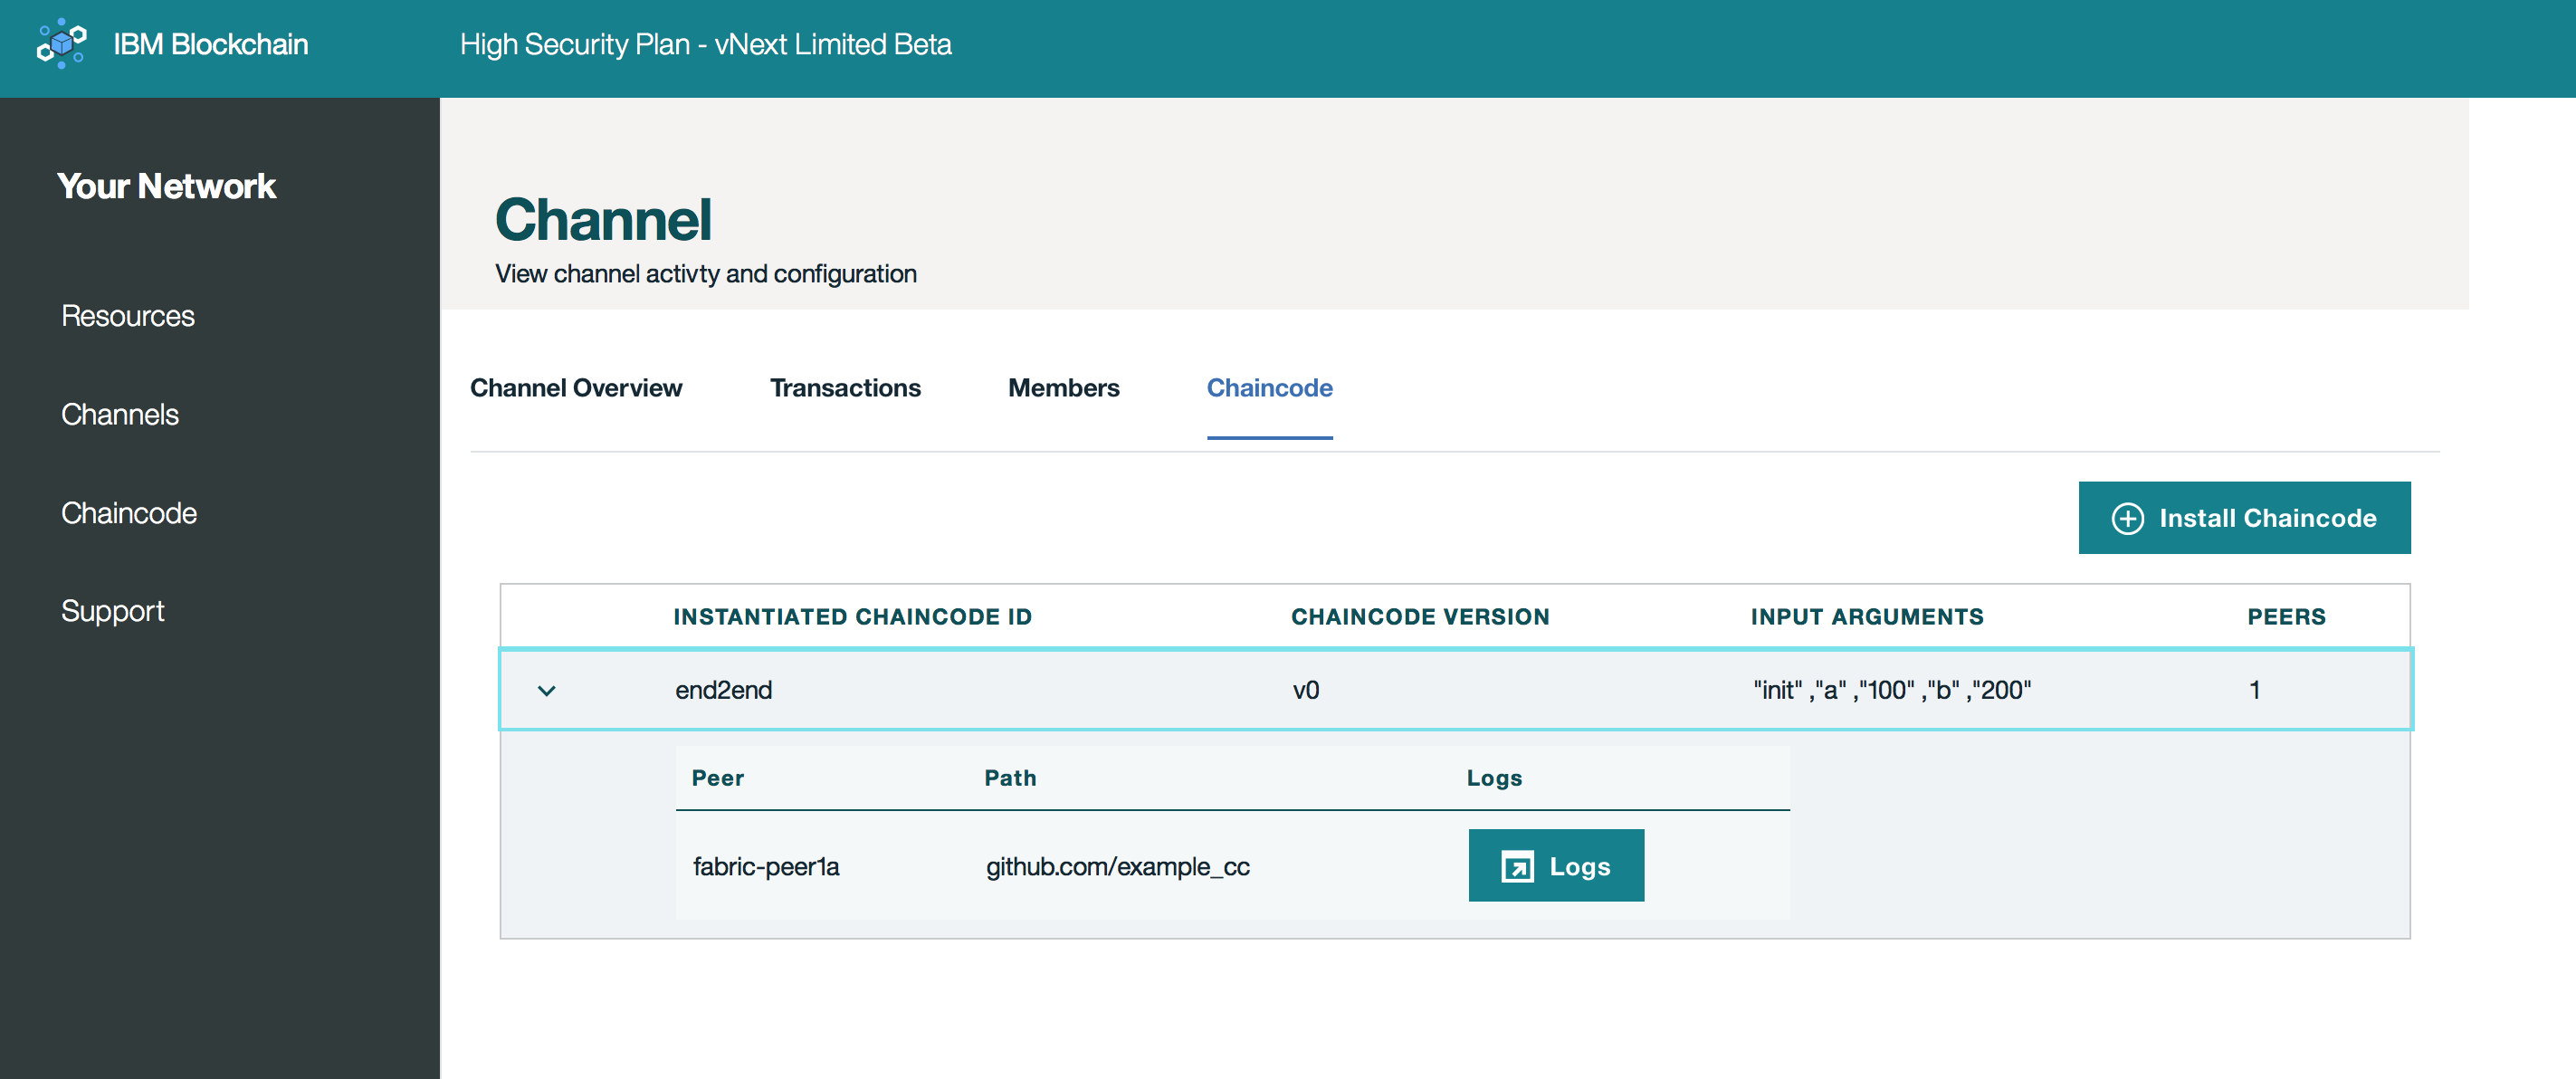 IBM Blockchain
High Security Plan - vNext Limited Beta
Your Network
Resources
Channels
Chaincode
Support
Channel
View channel activty and configuration
Channel Overview Transactions Members Chaincode
Install Chaincode
INSTANTIATED CHAINCODE ID CHAINCODE VERSION INPUT ARGUMENTS PEERS
end2end v0 "init" ,"a" ,"100" ,"b" ,"200" 1
Peer Path Logs
fabric-peer1a github.com/example_cc Logs